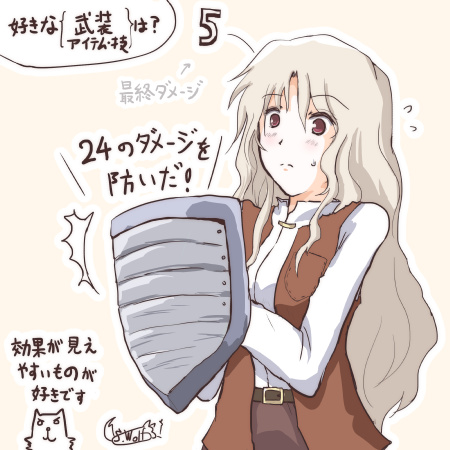 好きな{武装
アイテム・技}は?
5
最終ダメージ
24のダメージを
防いだ!
効果が見え
やすいものが
好きです